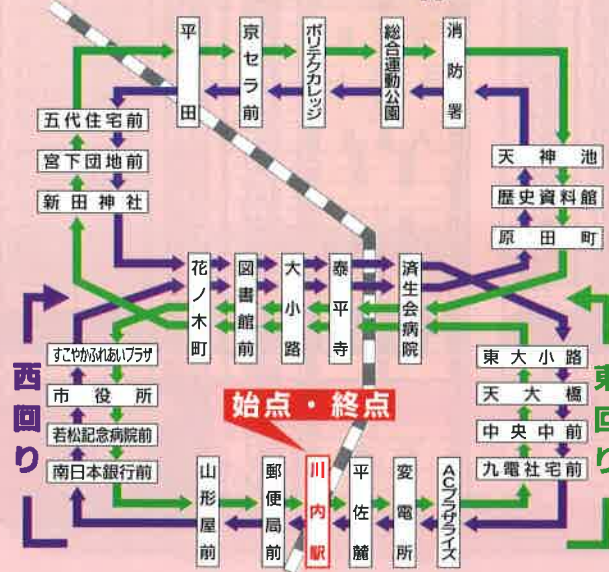 平田
京セラ前
ポリテクカレッジ
総合運動公園
消防署
五代住宅前
宮下団地前
新田神社
天神池
歴史資料館
原田町
花ノ木町
図書館前
大小路
泰平寺
済生会病院
西回り
すこやかふれあいプラザ
市役所
若松記念病院前
南日本銀行前
東大小路
天大橋
中央中前
九電社宅前
東回り
始点・終点
山形屋前
郵便局前
川内駅
平佐麓
変電所
ACプラザライズ